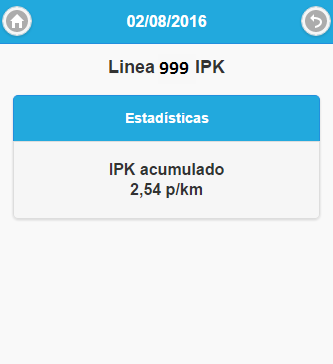 02/08/2016
Linea 999 IPK
Estadísticas
IPK acumulado
2,54 p/km